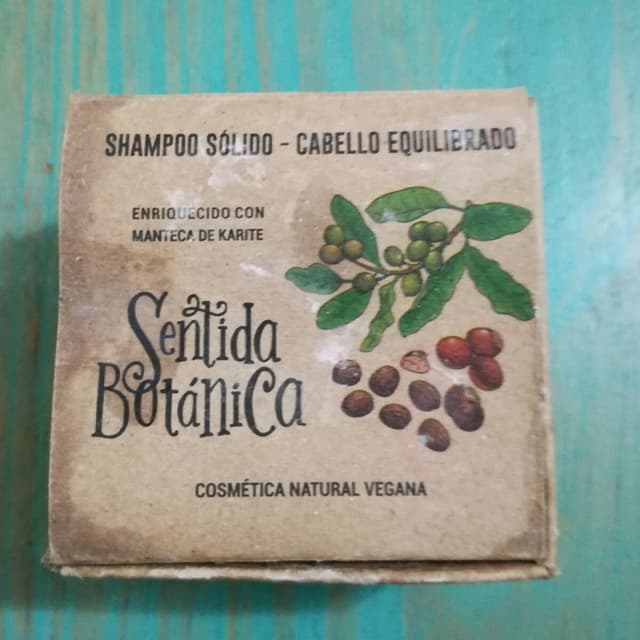 SHAMPOO SÓLIDO - CABELLO EQUILIBRADO
ENRIQUECIDO CON
MANTECA DE KARITE
Sentida
Botánica
COSMÉTICA NATURAL VEGANA